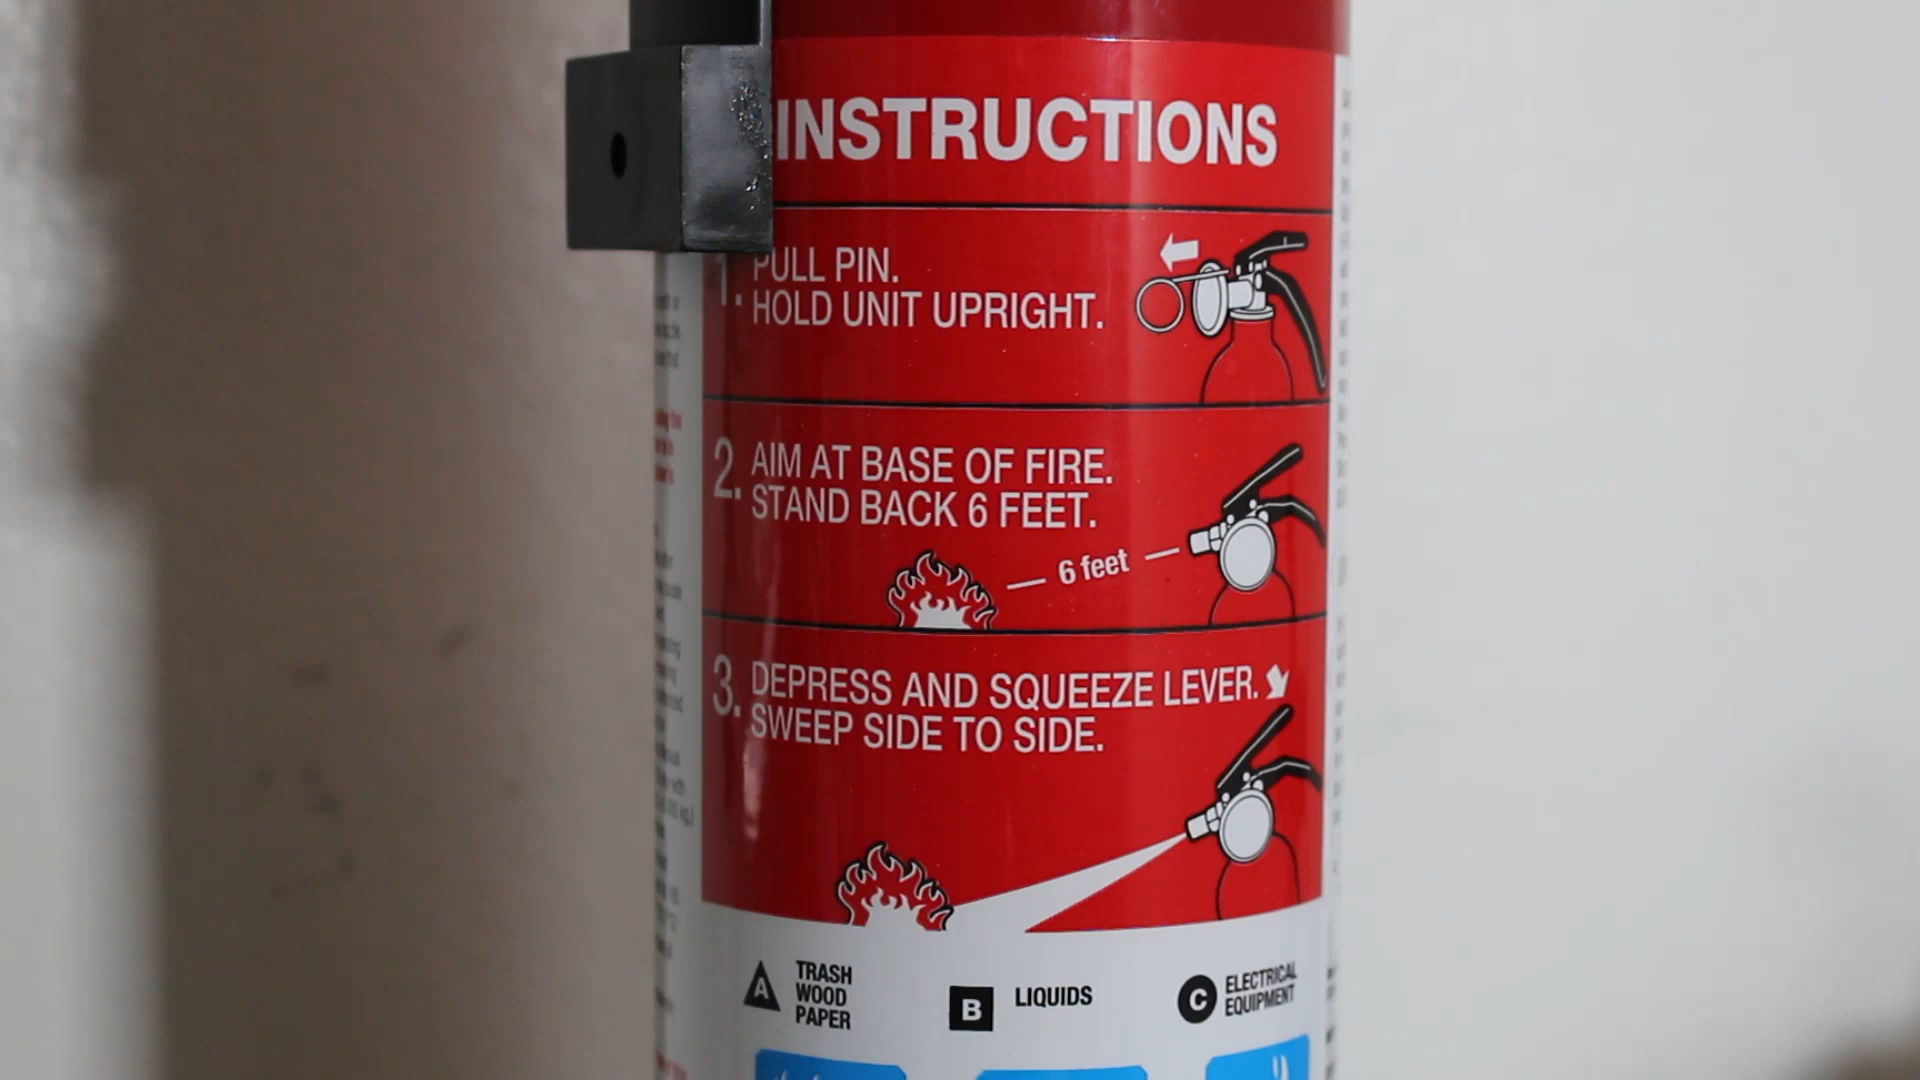 INSTRUCTIONS
1. PULL PIN.
HOLD UNIT UPRIGHT.
2. AIM AT BASE OF FIRE.
STAND BACK 6 FEET.
6 feet
3. DEPRESS AND SQUEEZE LEVER.
SWEEP SIDE TO SIDE.
A TRASH
WOOD
PAPER
B LIQUIDS
C ELECTRICAL
EQUIPMENT